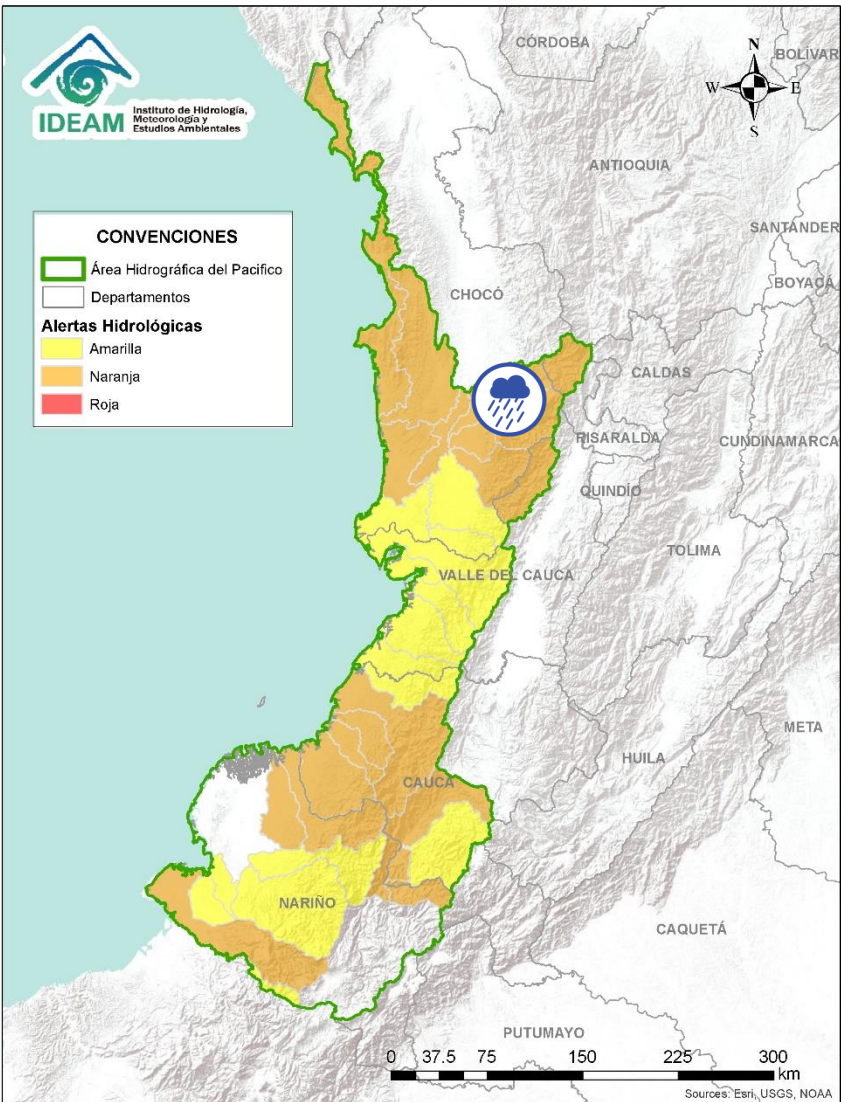 IDEAM
Instituto de Hidrología,
Meteorología y
Estudios Ambientales
CÓRDOBA
BOLIVAR
N
W
E
S
ANTIOQUIA
SANTANDER
BOYACÁ
CONVENCIONES
Área Hidrográfica del Pacifico
Departamentos
Alertas Hidrológicas
Amarilla
Naranja
Roja
CHOCÓ
CALDAS
RISARALDA
CUNDINAMARCA
QUINDÍO
TOLIMA
VALLE DEL CAUCA
META
HUILA
CAUCA
NARIÑO
CAQUETÁ
PUTUMAYO
0 37.5 75 150 225 300
km
Sources: Esri, USGS, NOAA